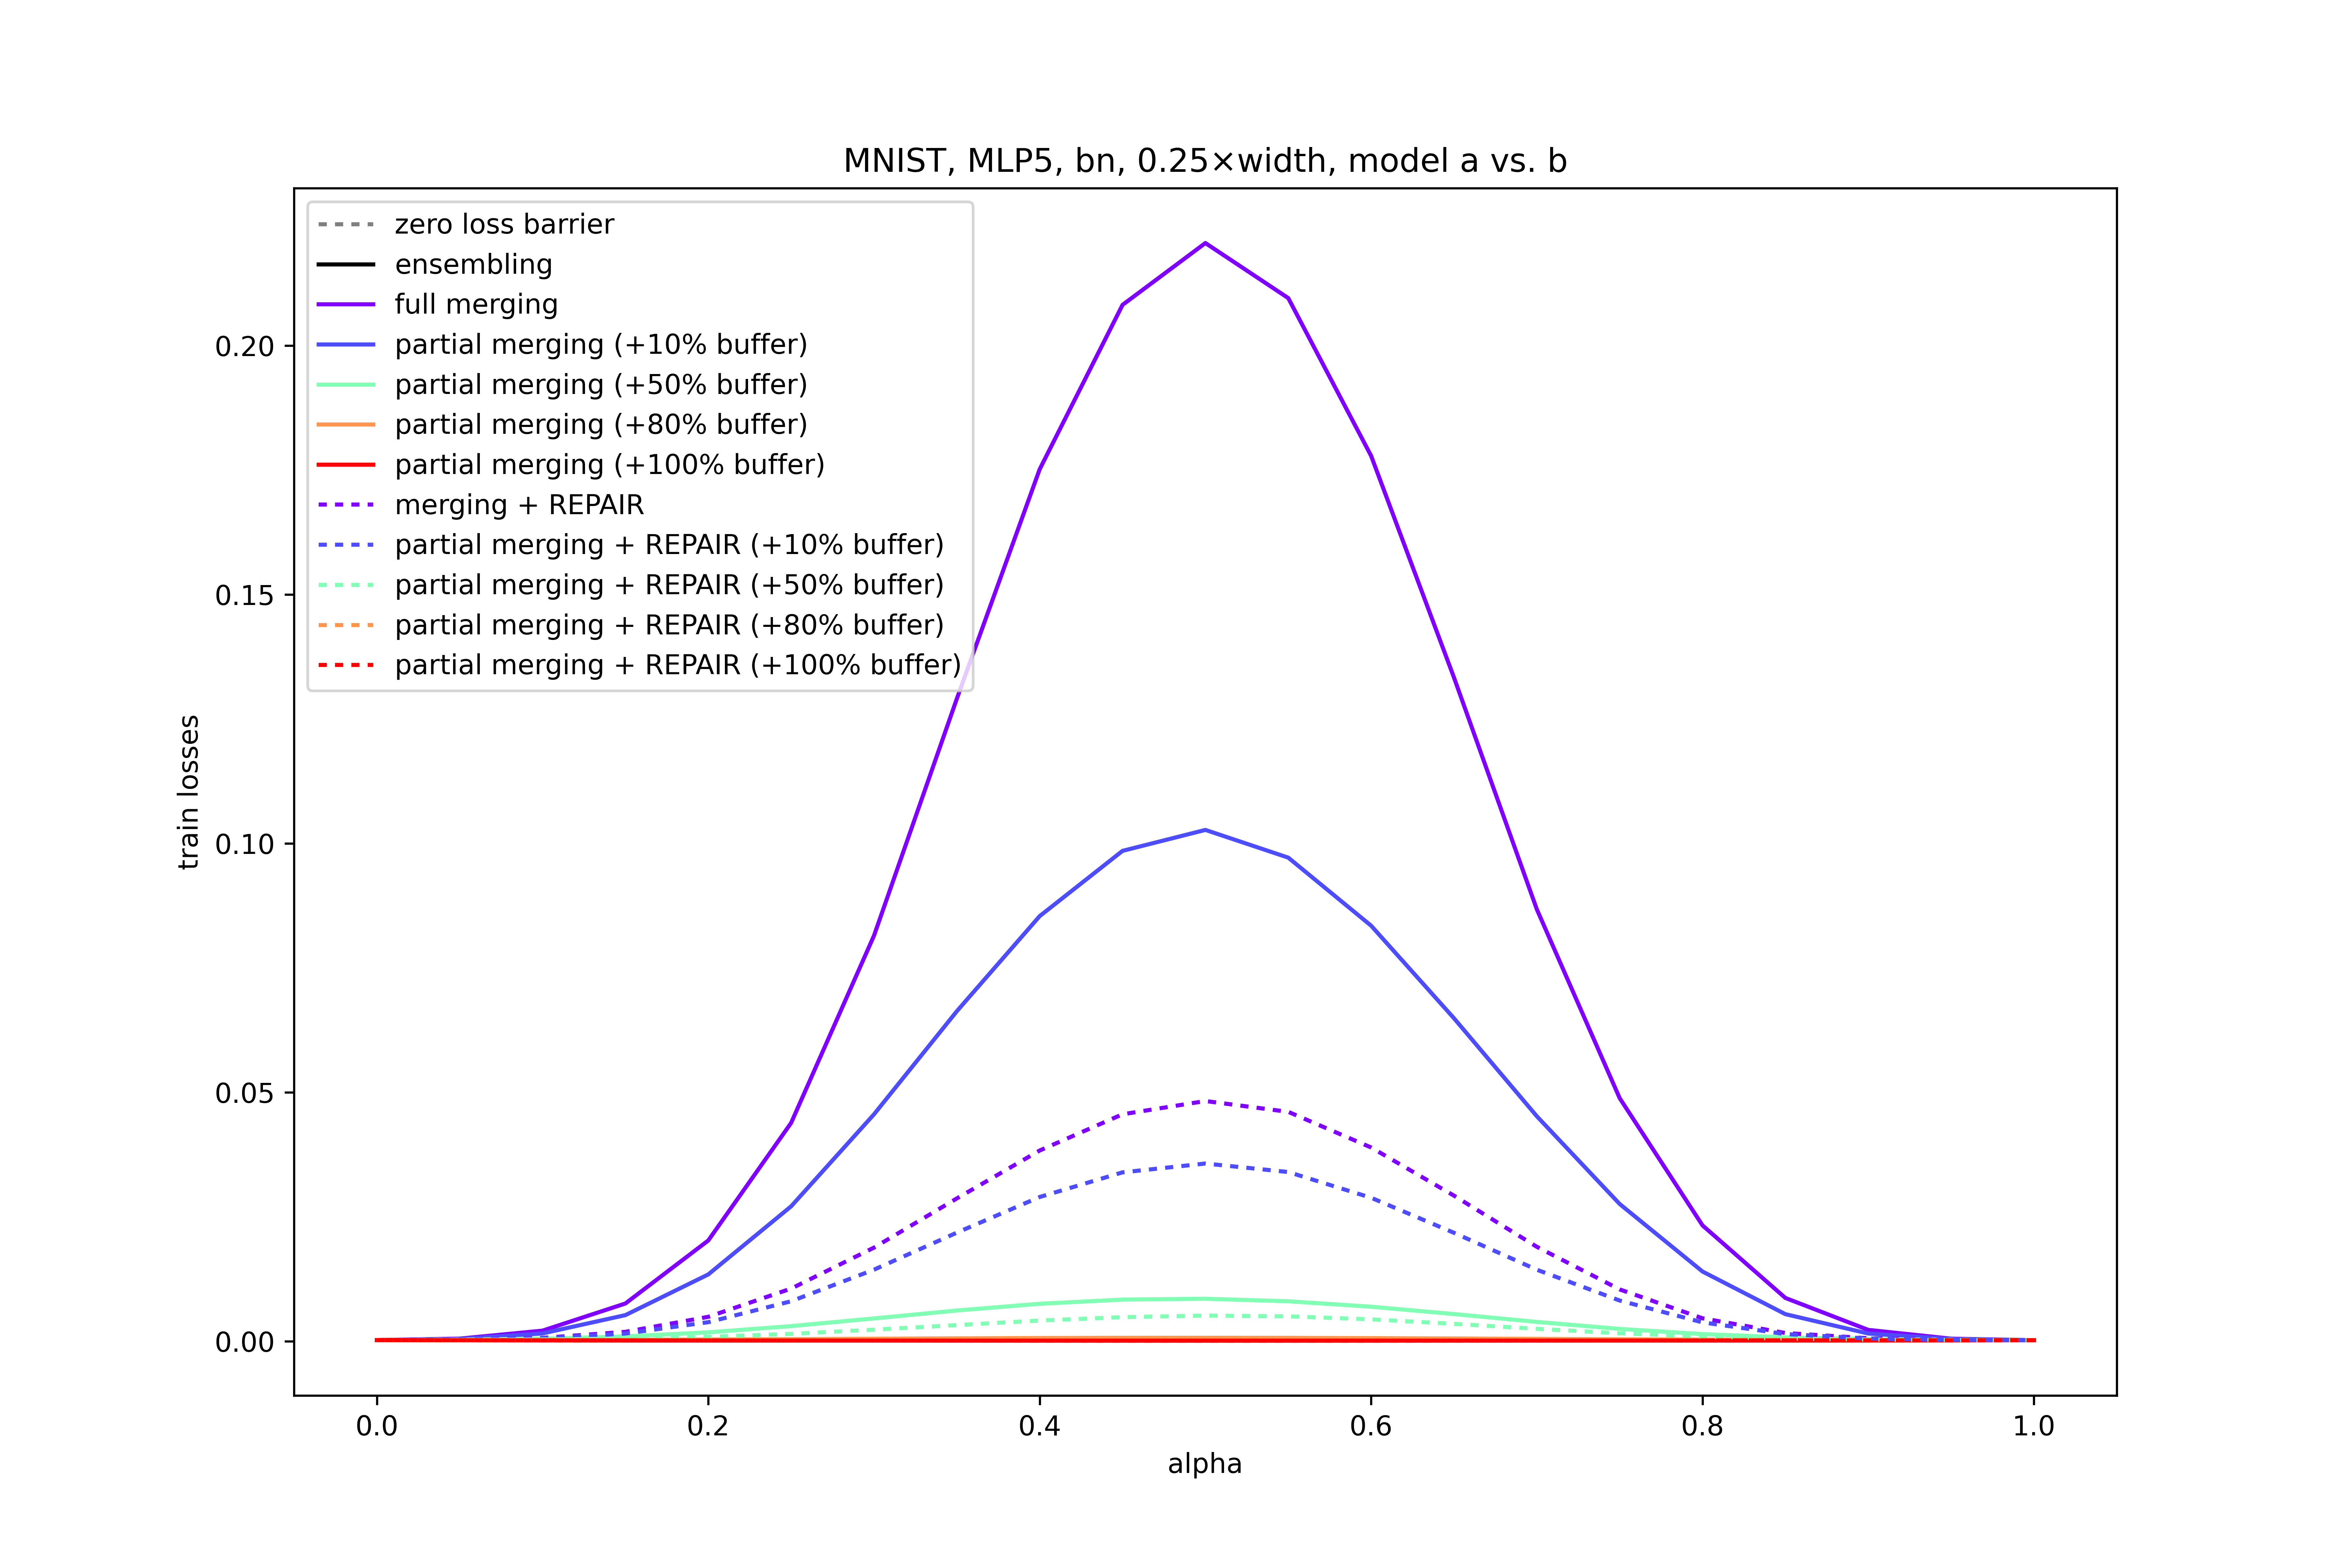 MNIST, MLP5, bn, 0.25×width, model a vs. b
zero loss barrier
ensembling
full merging
partial merging (+10% buffer)
partial merging (+50% buffer)
partial merging (+80% buffer)
partial merging (+100% buffer)
merging + REPAIR
partial merging + REPAIR (+10% buffer)
partial merging + REPAIR (+50% buffer)
partial merging + REPAIR (+80% buffer)
partial merging + REPAIR (+100% buffer)
train losses
0.20
0.15
0.10
0.05
0.00
0.0 0.2 0.4 0.6 0.8 1.0
alpha